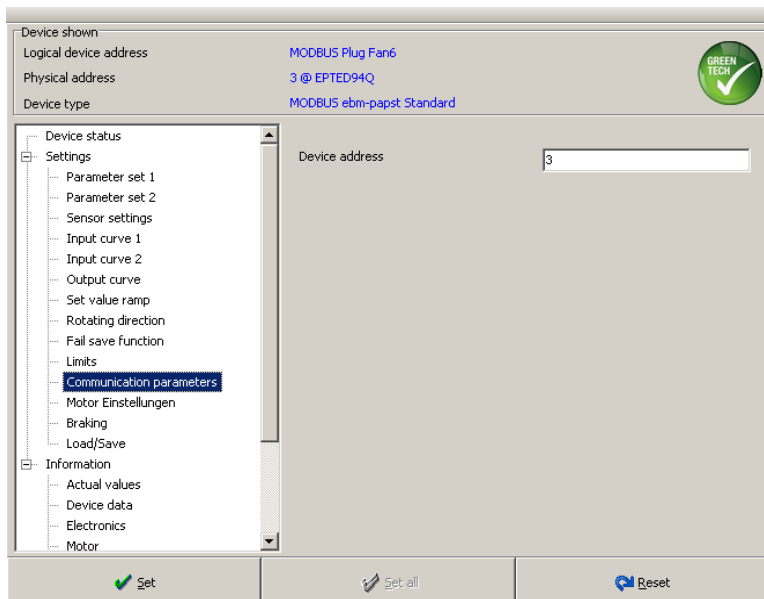 Device shown
Logical device address MODBUS Plug Fan6
Physical address 3 @ EPTED94Q
Device type MODBUS ebm-papst Standard
GREEN
TECH
Device status
Settings
Parameter set 1
Parameter set 2
Sensor settings
Input curve 1
Input curve 2
Output curve
Set value ramp
Rotating direction
Fail save function
Limits
Communication parameters
Motor Einstellungen
Braking
Load/Save
Information
Actual values
Device data
Electronics
Motor
Device address 3
Set Set all Reset